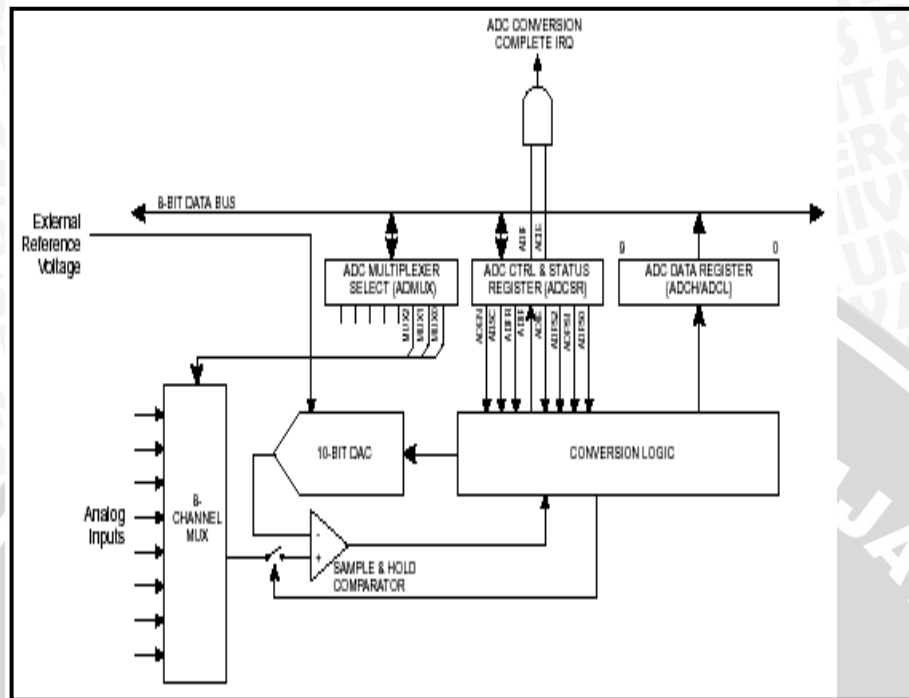 ADC CONVERSION
COMPLETE IRQ
8-BIT DATA BUS
External
Reference
Voltage
ADIF
ADIE
9
0
ADC MULTIPLEXER
SELECT (ADMUX)
ADC CTRL & STATUS
REGISTER (ADCSR)
ADC DATA REGISTER
(ADCH/ADCL)
MUX2
MUX1
MUX0
ADEN
ADSC
ADFR
ADIF
ADIE
ADPS2
ADPS1
ADPS0
10-BIT DAC
CONVERSION LOGIC
Analog
Inputs
8-
CHANNEL
MUX
-
+
SAMPLE & HOLD
COMPARATOR